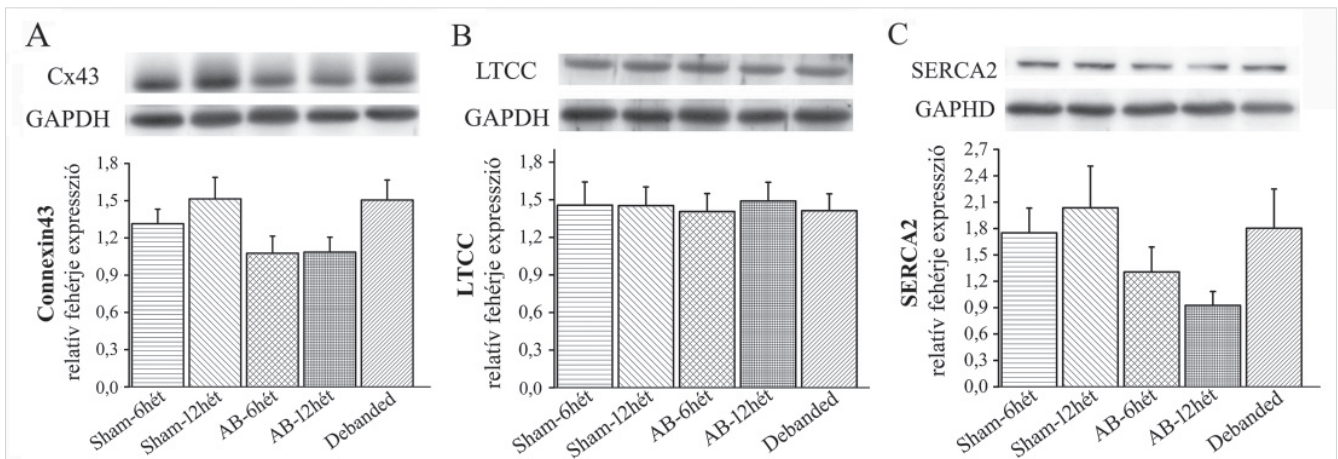 A
Cx43
GAPDH
Connexin43
relatív fehérje expresszió
1,8
1,5
1,2
0,9
0,6
0,3
0,0
Sham-6hét
Sham-12hét
AB-6hét
AB-12hét
Debanded
B
LTCC
GAPDH
LTCC
relatív fehérje expresszió
1,8
1,5
1,2
0,9
0,6
0,3
0,0
Sham-6hét
Sham-12hét
AB-6hét
AB-12hét
Debanded
C
SERCA2
GAPHD
SERCA2
relatív fehérje expresszió
2,7
2,4
2,1
1,8
1,5
1,2
0,9
0,6
0,3
0,0
Sham-6hét
Sham-12hét
AB-6hét
AB-12hét
Debanded